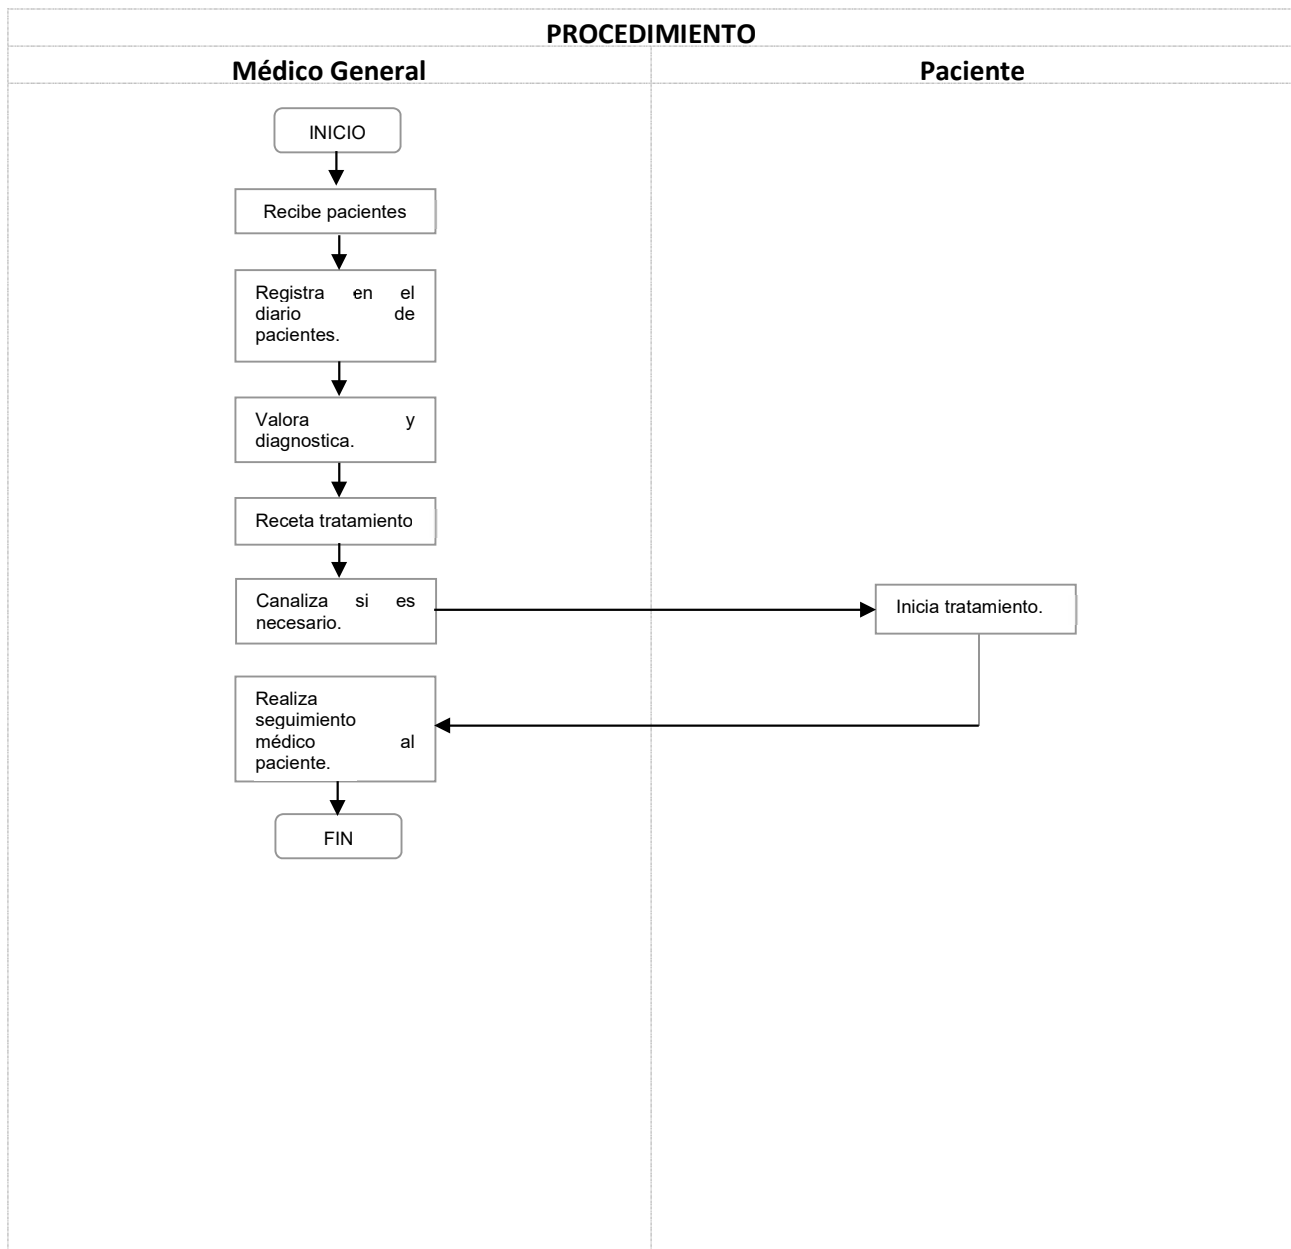 PROCEDIMIENTO
Médico General
Paciente
INICIO
Recibe pacientes
Registra en el
diario de
pacientes.
Valora y
diagnostica.
Receta tratamiento
Canaliza si es
necesario.
Inicia tratamiento.
Realiza
seguimiento
médico al
paciente.
FIN